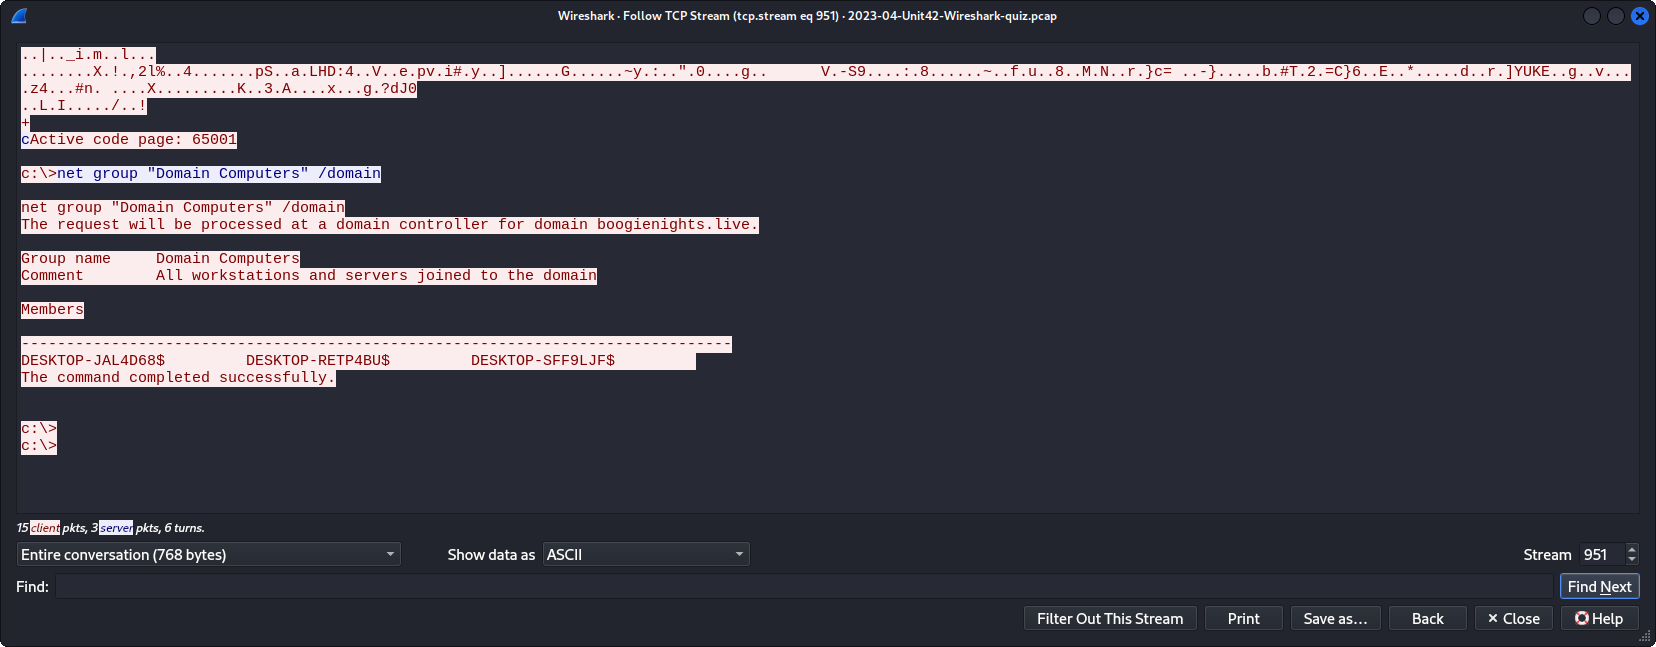 Wireshark · Follow TCP Stream (tcp.stream eq 951) · 2023-04-Unit42-Wireshark-quiz.pcap
..|.._i.m..l...
........X.!.,2l%..4.......pS..a.LHD:4..V..e.pv.i#.y..]......G......~y.:..".0....g..      V.-S9....:.8......~..f.u..8..M.N..r.}c= ..-}.....b.#T.2.=C}6..E..*.....d..r.]YUKE..g..v...
.z4...#n. ....X.........K..3.A....x...g.?dJ0
..L.I...../..!
+
cActive code page: 65001
c:\>net group "Domain Computers" /domain
net group "Domain Computers" /domain
The request will be processed at a domain controller for domain boogienights.live.
Group name     Domain Computers
Comment        All workstations and servers joined to the domain
Members
-------------------------------------------------------------------------------
DESKTOP-JAL4D68$         DESKTOP-RETP4BU$         DESKTOP-SFF9LJF$
The command completed successfully.
c:\>
c:\>
15 client pkts, 3 server pkts, 6 turns.
Entire conversation (768 bytes) Show data as ASCII Stream 951
Find: Find Next
Filter Out This Stream Print Save as… Back × Close Help